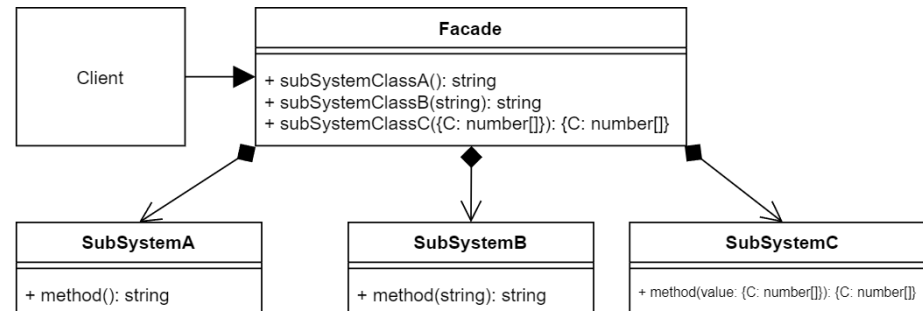 Facade
Client
+ subSystemClassA(): string
+ subSystemClassB(string): string
+ subSystemClassC({C: number[]}): {C: number[]}
SubSystemA
+ method(): string
SubSystemB
+ method(string): string
SubSystemC
+ method(value: {C: number[]}): {C: number[]}